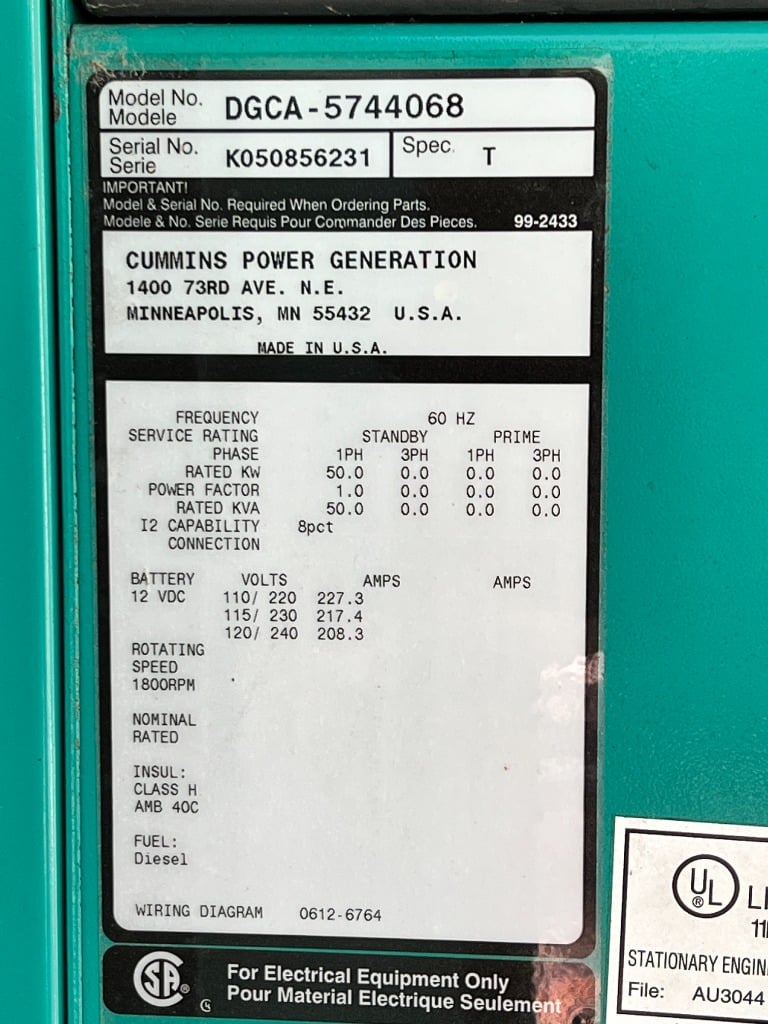 Model No. DGCA-5744068
Modele
Serial No. K050856231 Spec. T
Serie
IMPORTANT!
Model & Serial No. Required When Ordering Parts.
Modele & No. Serie Requis Pour Commander Des Pieces. 99-2433
CUMMINS POWER GENERATION
1400 73RD AVE. N.E.
MINNEAPOLIS, MN 55432 U.S.A.
MADE IN U.S.A.
FREQUENCY 60 HZ
SERVICE RATING STANDBY PRIME
PHASE 1PH 3PH 1PH 3PH
RATED KW 50.0 0.0 0.0 0.0
POWER FACTOR 1.0 0.0 0.0 0.0
RATED KVA 50.0 0.0 0.0 0.0
I2 CAPABILITY 8pct
CONNECTION
BATTERY VOLTS AMPS AMPS
12 VDC 110/ 220 227.3
115/ 230 217.4
120/ 240 208.3
ROTATING
SPEED
1800RPM
NOMINAL
RATED
INSUL:
CLASS H
AMB 40C
FUEL:
Diesel
WIRING DIAGRAM 0612-6764
SA ®
For Electrical Equipment Only
Pour Material Electrique Seulement
UL ®
STATIONARY ENGIN
File: AU3044